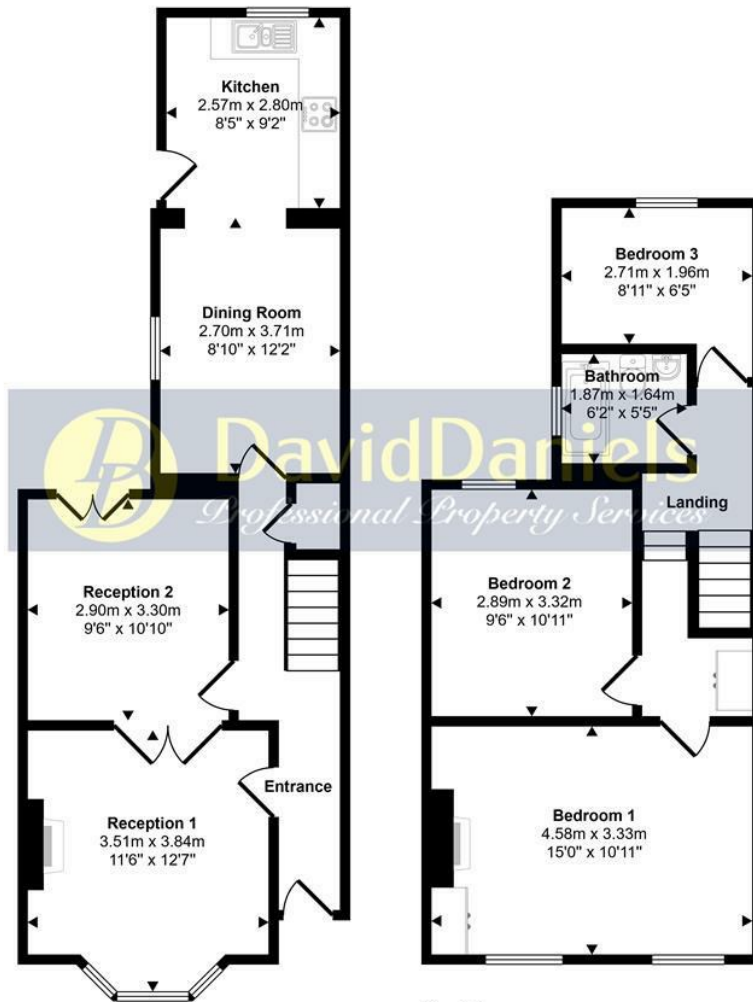 Kitchen
2.57m x 2.80m
8'5" x 9'2"
Dining Room
2.70m x 3.71m
8'10" x 12'2"
DavidDaniels
Professional Property Services
Reception 2
2.90m x 3.30m
9'6" x 10'10"
Entrance
Reception 1
3.51m x 3.84m
11'6" x 12'7"
Bedroom 3
2.71m x 1.96m
8'11" x 6'5"
Bathroom
1.87m x 1.64m
6'2" x 5'5"
Landing
Bedroom 2
2.89m x 3.32m
9'6" x 10'11"
Bedroom 1
4.58m x 3.33m
15'0" x 10'11"